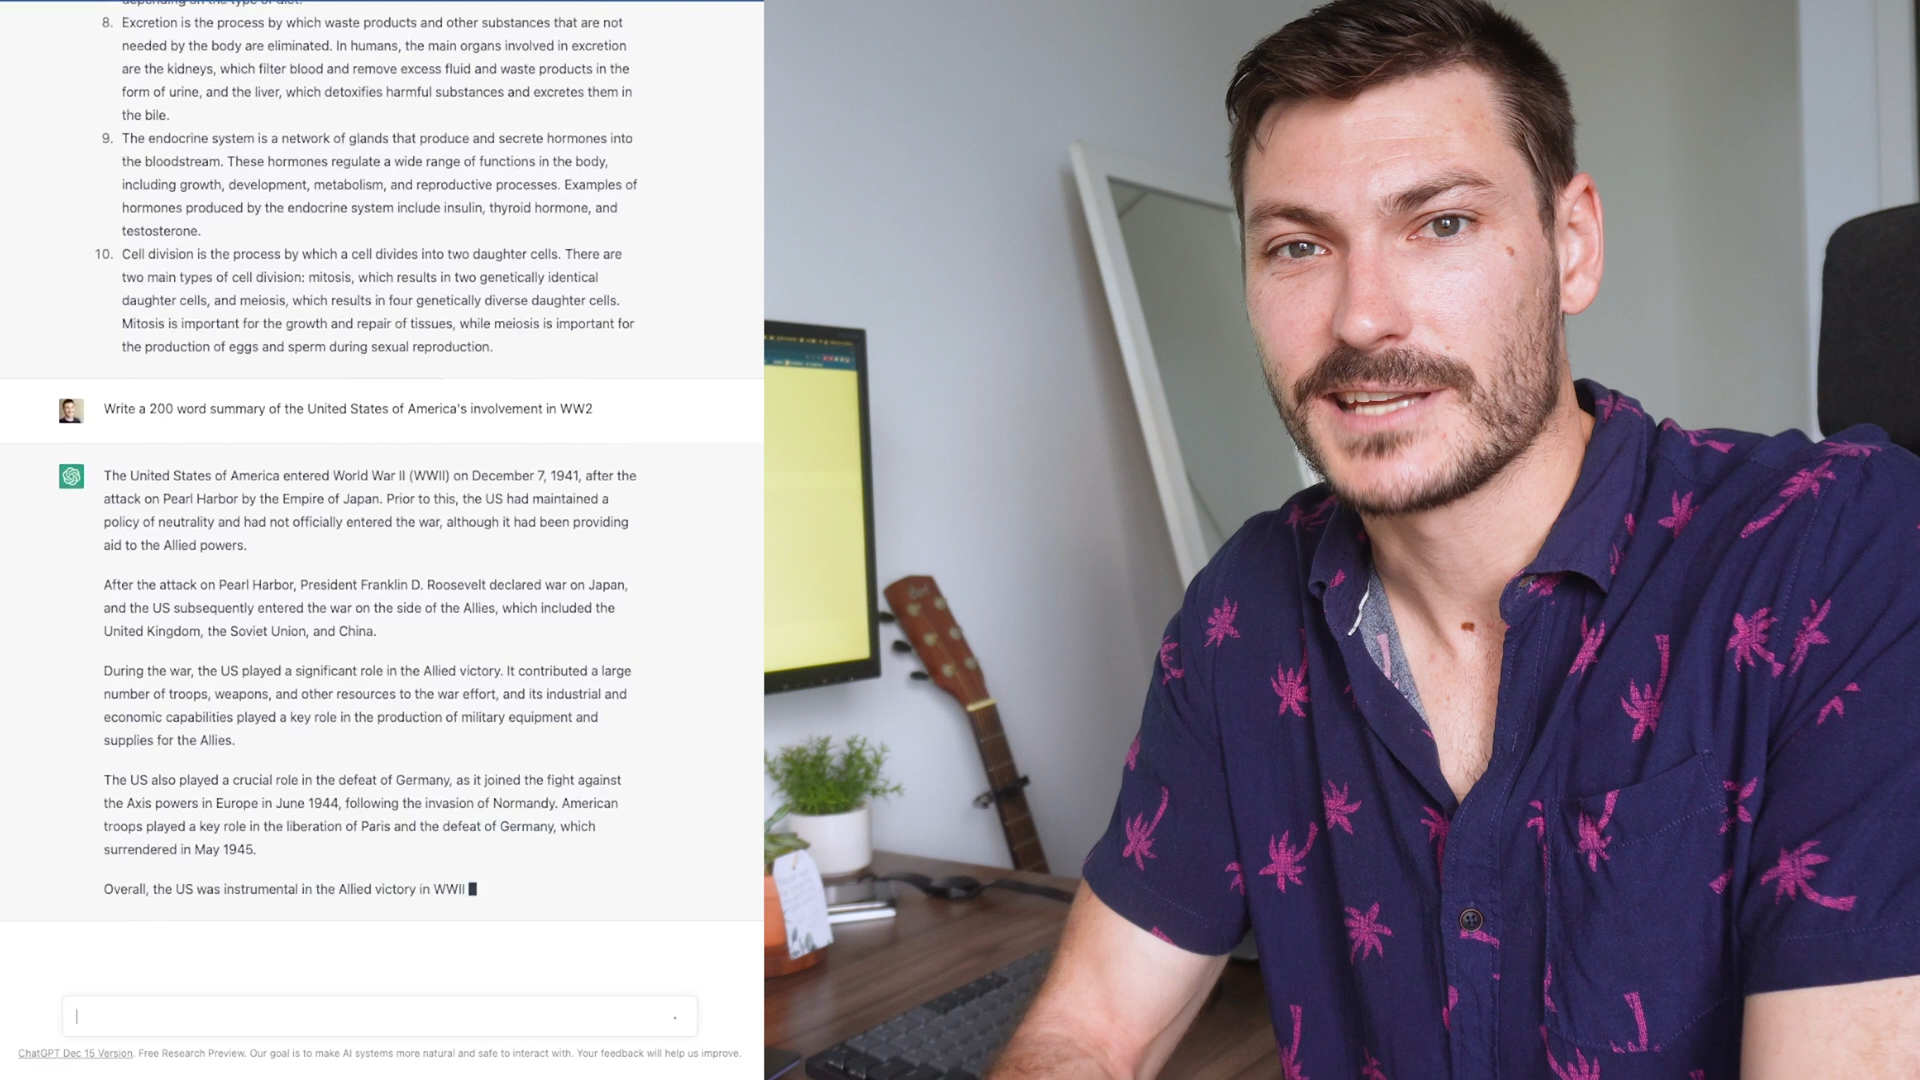 depending on the type of diet.
8. Excretion is the process by which waste products and other substances that are not
needed by the body are eliminated. In humans, the main organs involved in excretion
are the kidneys, which filter blood and remove excess fluid and waste products in the
form of urine, and the liver, which detoxifies harmful substances and excretes them in
the bile.
9. The endocrine system is a network of glands that produce and secrete hormones into
the bloodstream. These hormones regulate a wide range of functions in the body,
including growth, development, metabolism, and reproductive processes. Examples of
hormones produced by the endocrine system include insulin, thyroid hormone, and
testosterone.
10. Cell division is the process by which a cell divides into two daughter cells. There are
two main types of cell division: mitosis, which results in two genetically identical
daughter cells, and meiosis, which results in four genetically diverse daughter cells.
Mitosis is important for the growth and repair of tissues, while meiosis is important for
the production of eggs and sperm during sexual reproduction.
Write a 200 word summary of the United States of America's involvement in WW2
The United States of America entered World War II (WWII) on December 7, 1941, after the
attack on Pearl Harbor by the Empire of Japan. Prior to this, the US had maintained a
policy of neutrality and had not officially entered the war, although it had been providing
aid to the Allied powers.
After the attack on Pearl Harbor, President Franklin D. Roosevelt declared war on Japan,
and the US subsequently entered the war on the side of the Allies, which included the
United Kingdom, the Soviet Union, and China.
During the war, the US played a significant role in the Allied victory. It contributed a large
number of troops, weapons, and other resources to the war effort, and its industrial and
economic capabilities played a key role in the production of military equipment and
supplies for the Allies.
The US also played a crucial role in the defeat of Germany, as it joined the fight against
the Axis powers in Europe in June 1944, following the invasion of Normandy. American
troops played a key role in the liberation of Paris and the defeat of Germany, which
surrendered in May 1945.
Overall, the US was instrumental in the Allied victory in WWII
ChatGPT Dec 15 Version. Free Research Preview. Our goal is to make AI systems more natural and safe to interact with. Your feedback will help us improve.